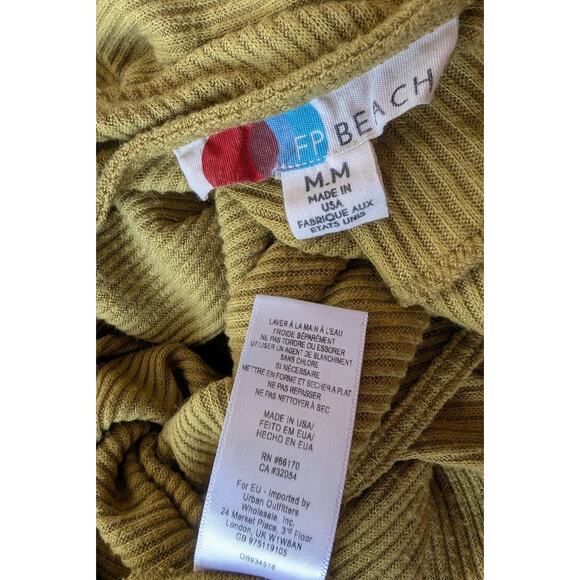 FP BEACH
M.M
MADE IN
USA
FABRIQUE AUX
ETATS UNIS
LAVER À LA MAIN À L'EAU
FROIDE SÉPARÉMENT
NE PAS TORDRE OU ESSORER
UTILISER UN AGENT DE BLANCHIMENT
SANS CHLORE
SI NÉCESSAIRE
METTRE EN FORME ET SECHER A PLAT
NE PAS REPASSER
NE PAS NETTOYER À SEC
MADE IN USA/
FEITO EM EUA/
HECHO EN EUA
RN #66170
CA #32054
For EU - Imported by
Urban Outfitters
Wholesale, Inc.
24 Market Place, 3rd Floor
London, UK W1W8AN
GB 975119105
OB934518